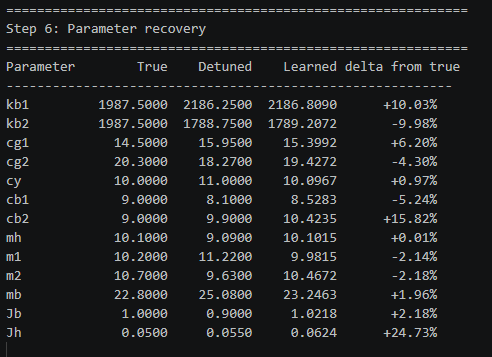 ============================================================
Step 6: Parameter recovery
============================================================
Parameter True Detuned Learned delta from true
----------------------------------------------------------
kb1 1987.5000 2186.2500 2186.8090 +10.03%
kb2 1987.5000 1788.7500 1789.2072 -9.98%
cg1 14.5000 15.9500 15.3992 +6.20%
cg2 20.3000 18.2700 19.4272 -4.30%
cy 10.0000 11.0000 10.0967 +0.97%
cb1 9.0000 8.1000 8.5283 -5.24%
cb2 9.0000 9.9000 10.4235 +15.82%
mh 10.1000 9.0900 10.1015 +0.01%
m1 10.2000 11.2200 9.9815 -2.14%
m2 10.7000 9.6300 10.4672 -2.18%
mb 22.8000 25.0800 23.2463 +1.96%
Jb 1.0000 0.9000 1.0218 +2.18%
Jh 0.0500 0.0550 0.0624 +24.73%